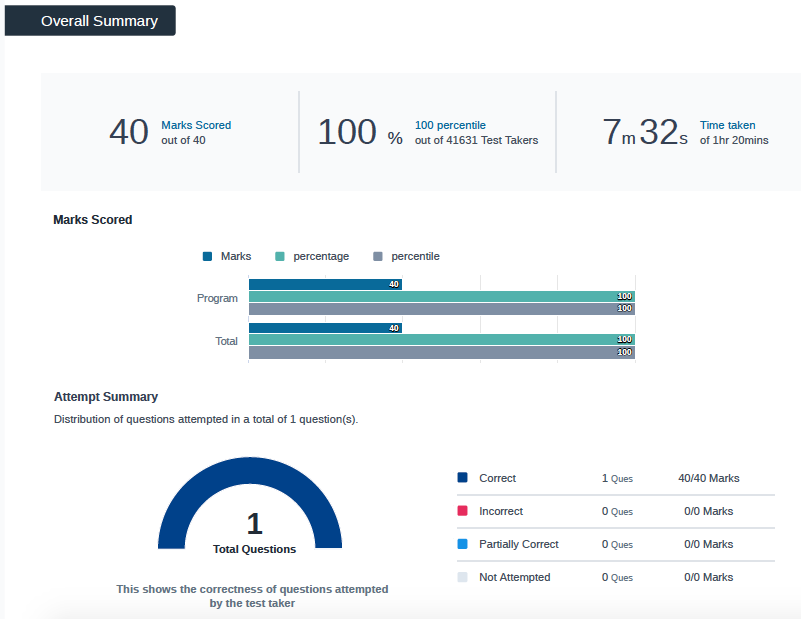 Overall Summary
40 Marks Scored out of 40
100 % 100 percentile out of 41631 Test Takers
7m 32s Time taken of 1hr 20mins
Marks Scored
Marks percentage percentile
Program 40 100 100
Total 40 100 100
Attempt Summary
Distribution of questions attempted in a total of 1 question(s).
1
Total Questions
This shows the correctness of questions attempted
by the test taker
Correct 1 Ques 40/40 Marks
Incorrect 0 Ques 0/0 Marks
Partially Correct 0 Ques 0/0 Marks
Not Attempted 0 Ques 0/0 Marks